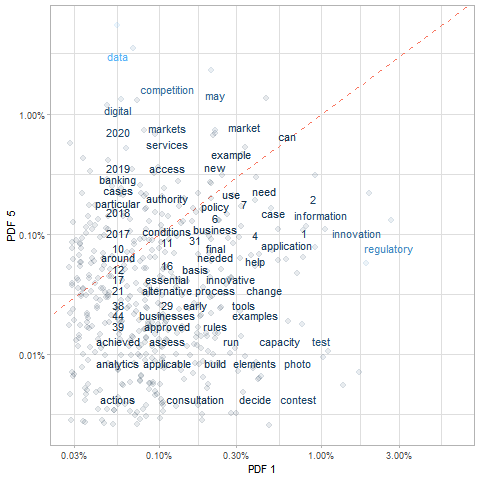 data
competition
may
digital
1.00%
2020
markets
market
can
services
example
2019
access
new
banking
cases
authority
use
need
particular
policy
7
2
2018
6
case
information
2017
conditions
business
0.10%
11
31
4
1
innovation
10
final
application
regulatory
around
needed
help
12
16
basis
17
essential
innovative
21
alternative
process
change
38
29
early
tools
44
businesses
examples
39
approved
rules
achieved
assess
run
capacity
test
0.01%
analytics
applicable
build
elements
photo
actions
consultation
decide
contest
PDF 5
0.03%
0.10%
0.30%
1.00%
3.00%
PDF 1